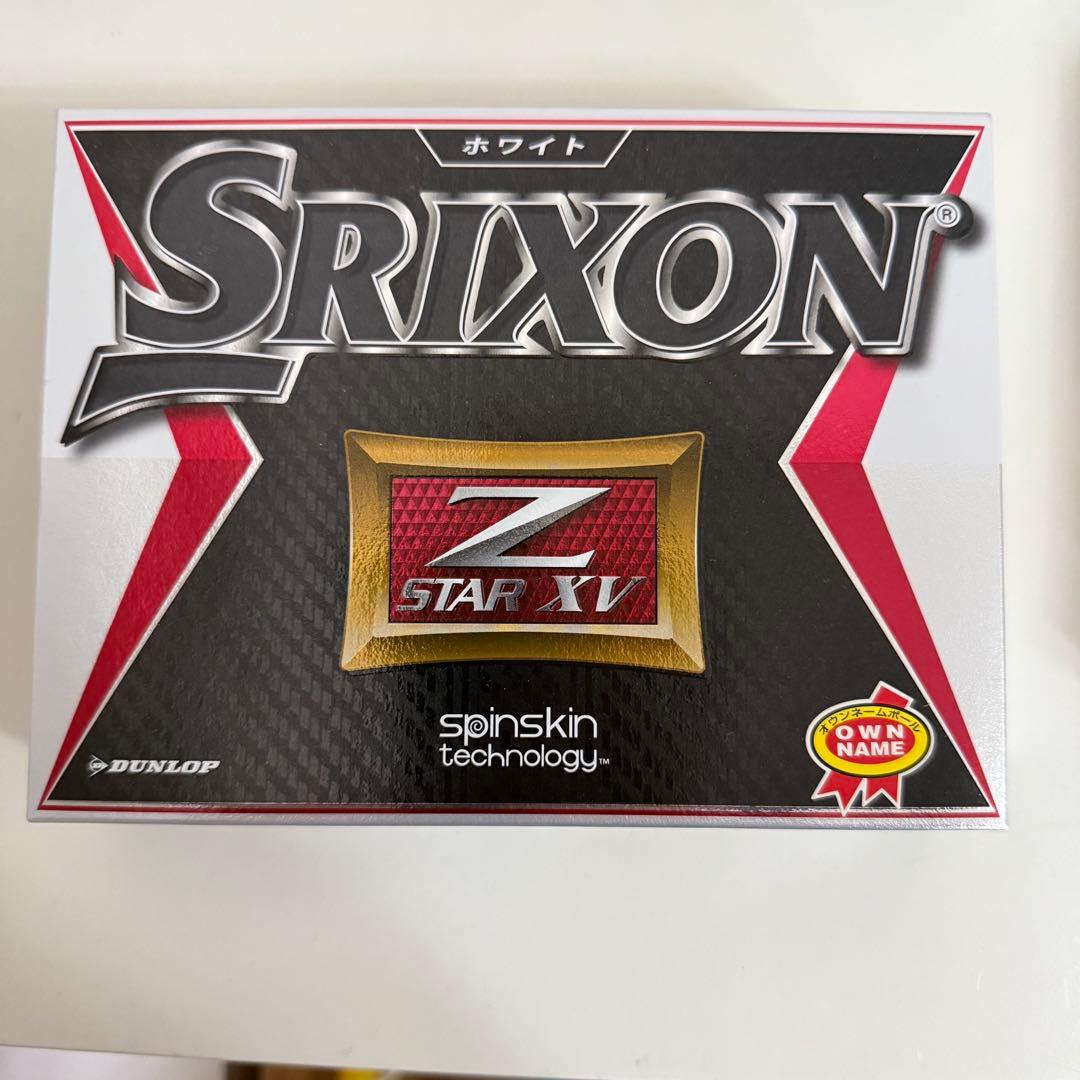 ホワイト
SRIXON®
Z
STAR XV
spinskin
technology™
DUNLOP
オウンネームボール
OWN
NAME